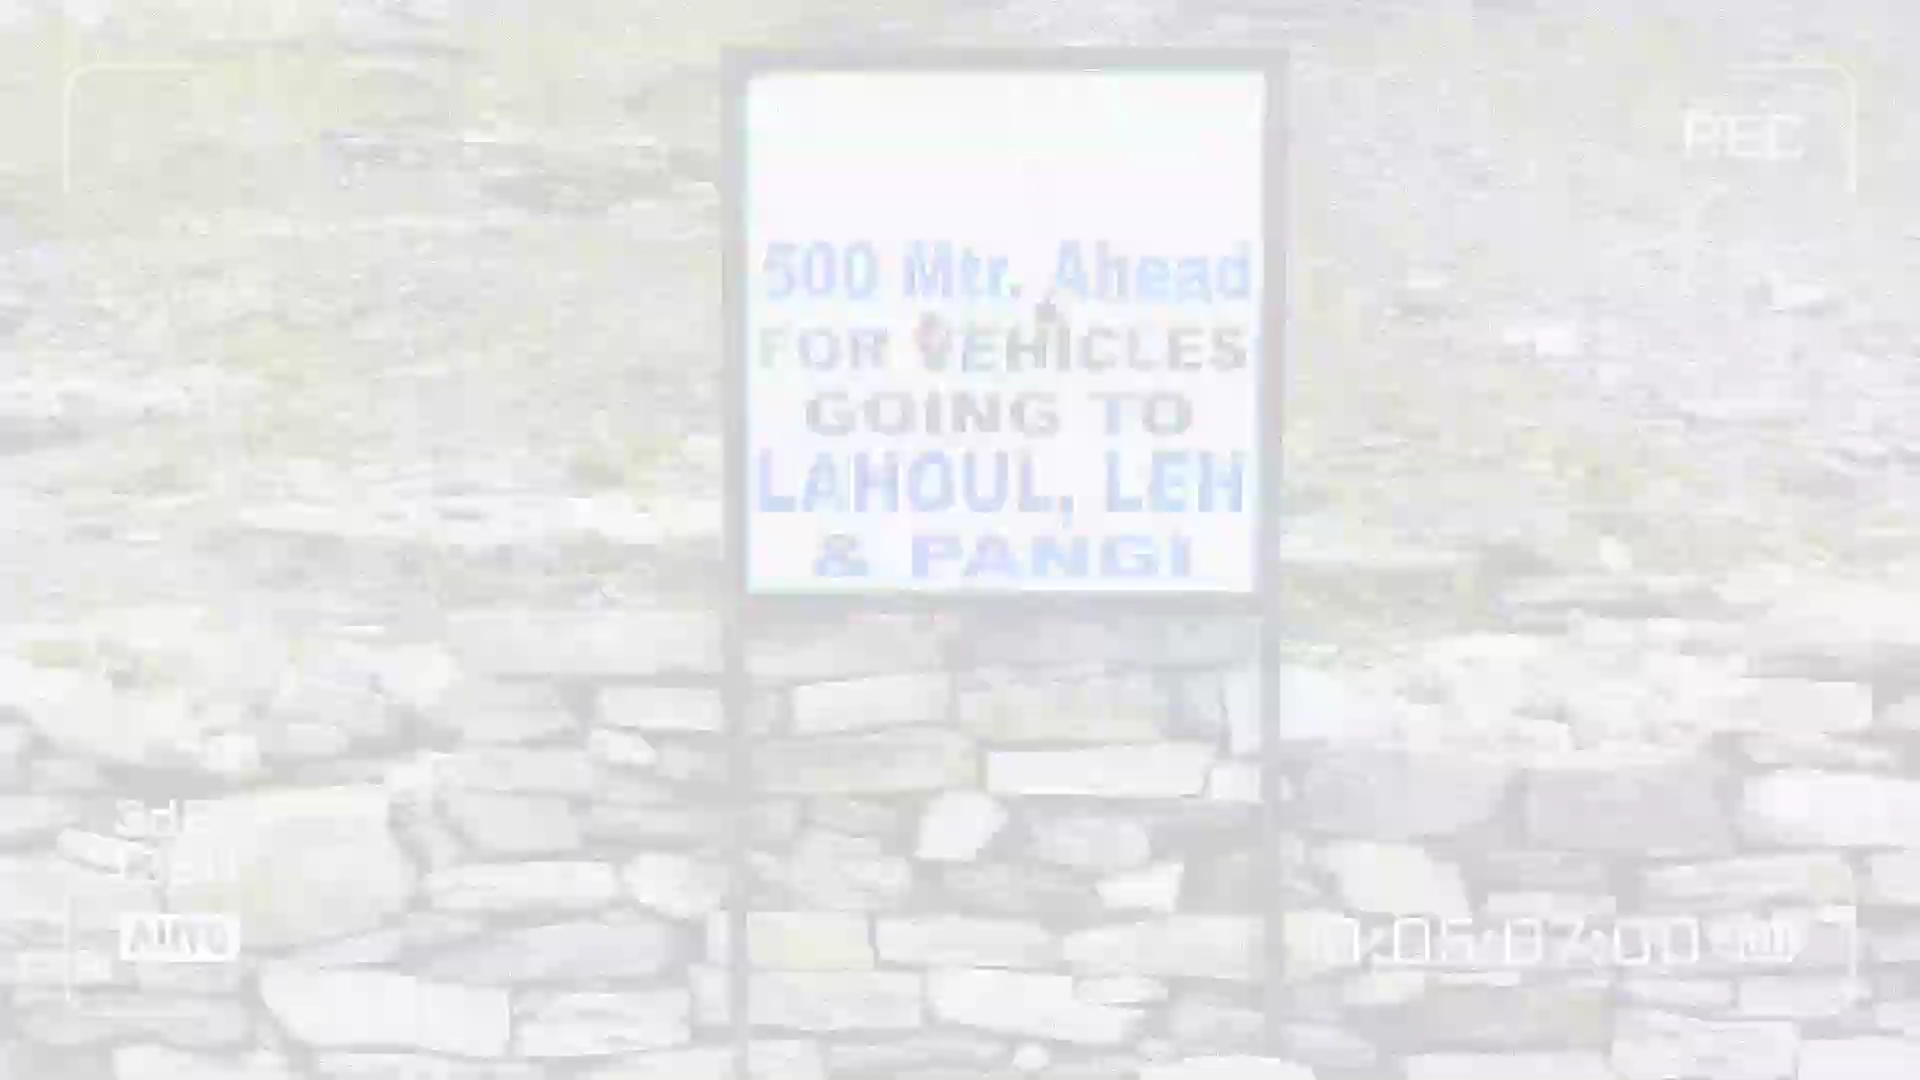 REC
500 Mtr. Ahead
FOR VEHICLES
GOING TO
LAHOUL, LEH
& PANGI
AUTO